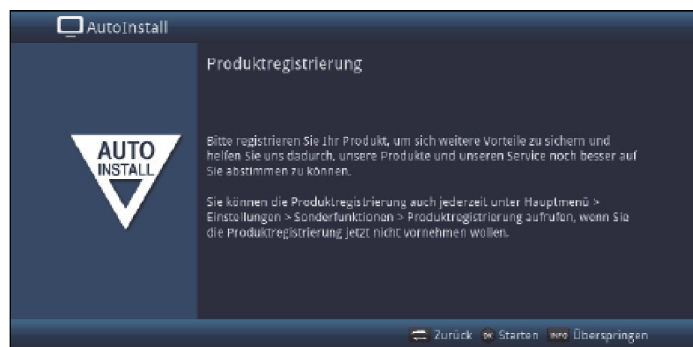 AutoInstall
Produktregistrierung
AUTO
INSTALL
Bitte registrieren Sie Ihr Produkt, um sich weitere Vorteile zu sichern und
helfen Sie uns dadurch, unsere Produkte und unseren Service noch besser auf
Sie abstimmen zu können.
Sie können die Produktregistrierung auch jederzeit unter Hauptmenü >
Einstellungen > Sonderfunktionen > Produktregistrierung aufrufen, wenn Sie
die Produktregistrierung jetzt nicht vornehmen wollen.
Zurück OK Starten INFO Überspringen